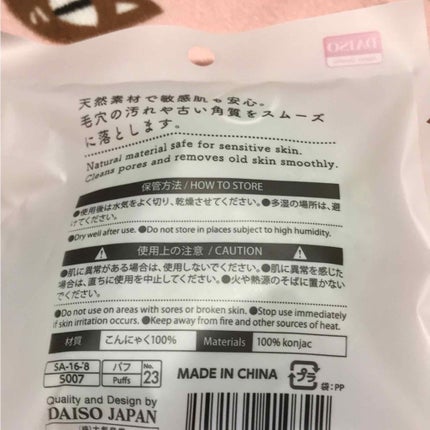 DAISO
天然素材で敏感肌も安心。
毛穴の汚れや古い角質をスムーズ
に落とします。
Natural material safe for sensitive skin.
Cleans pores and removes old skin smoothly.
保管方法 / HOW TO STORE
●使用後は水気をよく切り、乾燥させてください。●多湿の場所は、避
けてください。
●Dry well after use. ●Do not store in places subject to high humidity.
使用上の注意 / CAUTION
●肌に異常がある場合は、使用しないでください。●肌に異常を感じた
場合は、直ちに使用を中止してください。●火や熱源のそばに置かない
でください。
●Do not use on areas with sores or broken skin. ●Stop use immediately
if skin irritation occurs. ●Keep away from fire and other sources of heat.
材質 こんにゃく100% Materials 100% konjac
SA-16-'8 パフ No.
S007 Puffs 23
MADE IN CHINA
プラ
袋:PP
Quality and Design by
DAISO JAPAN